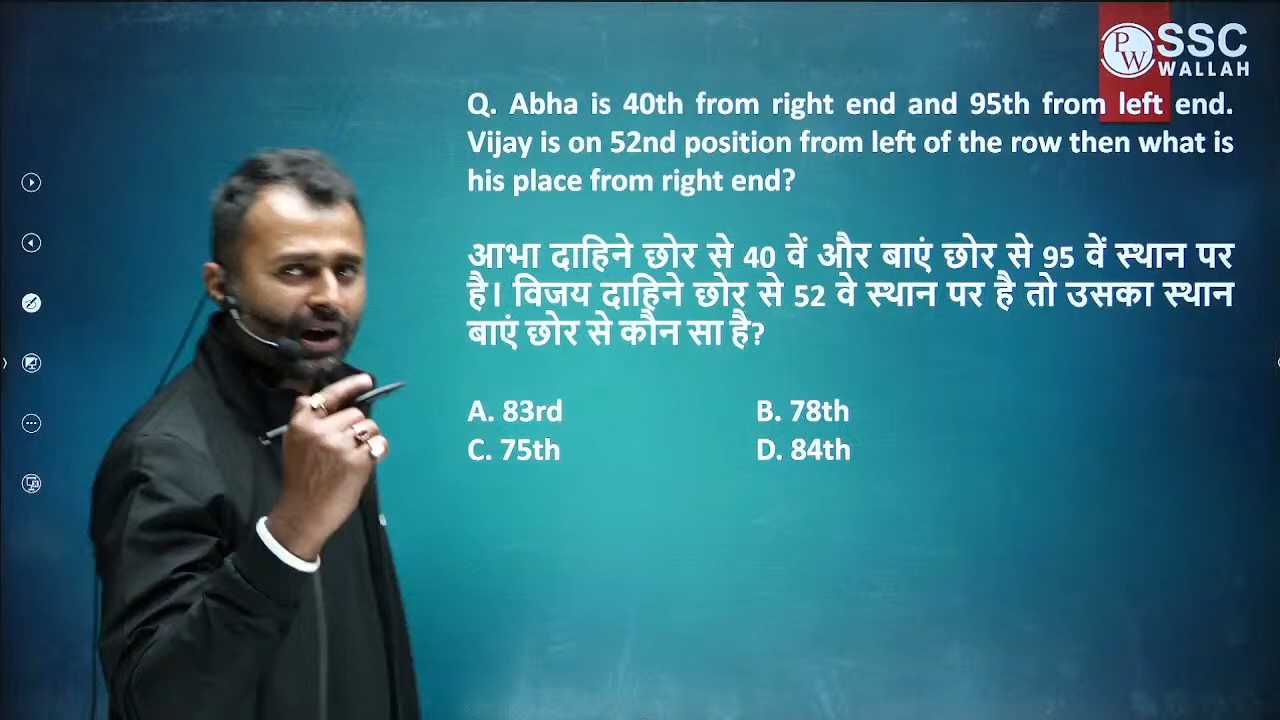 PW SSC
WALLAH
Q. Abha is 40th from right end and 95th from left end.
Vijay is on 52nd position from left of the row then what is
his place from right end?
आभा दाहिने छोर से 40 वें और बाएं छोर से 95 वें स्थान पर
है। विजय दाहिने छोर से 52 वे स्थान पर है तो उसका स्थान
बाएं छोर से कौन सा है?
A. 83rd B. 78th
C. 75th D. 84th